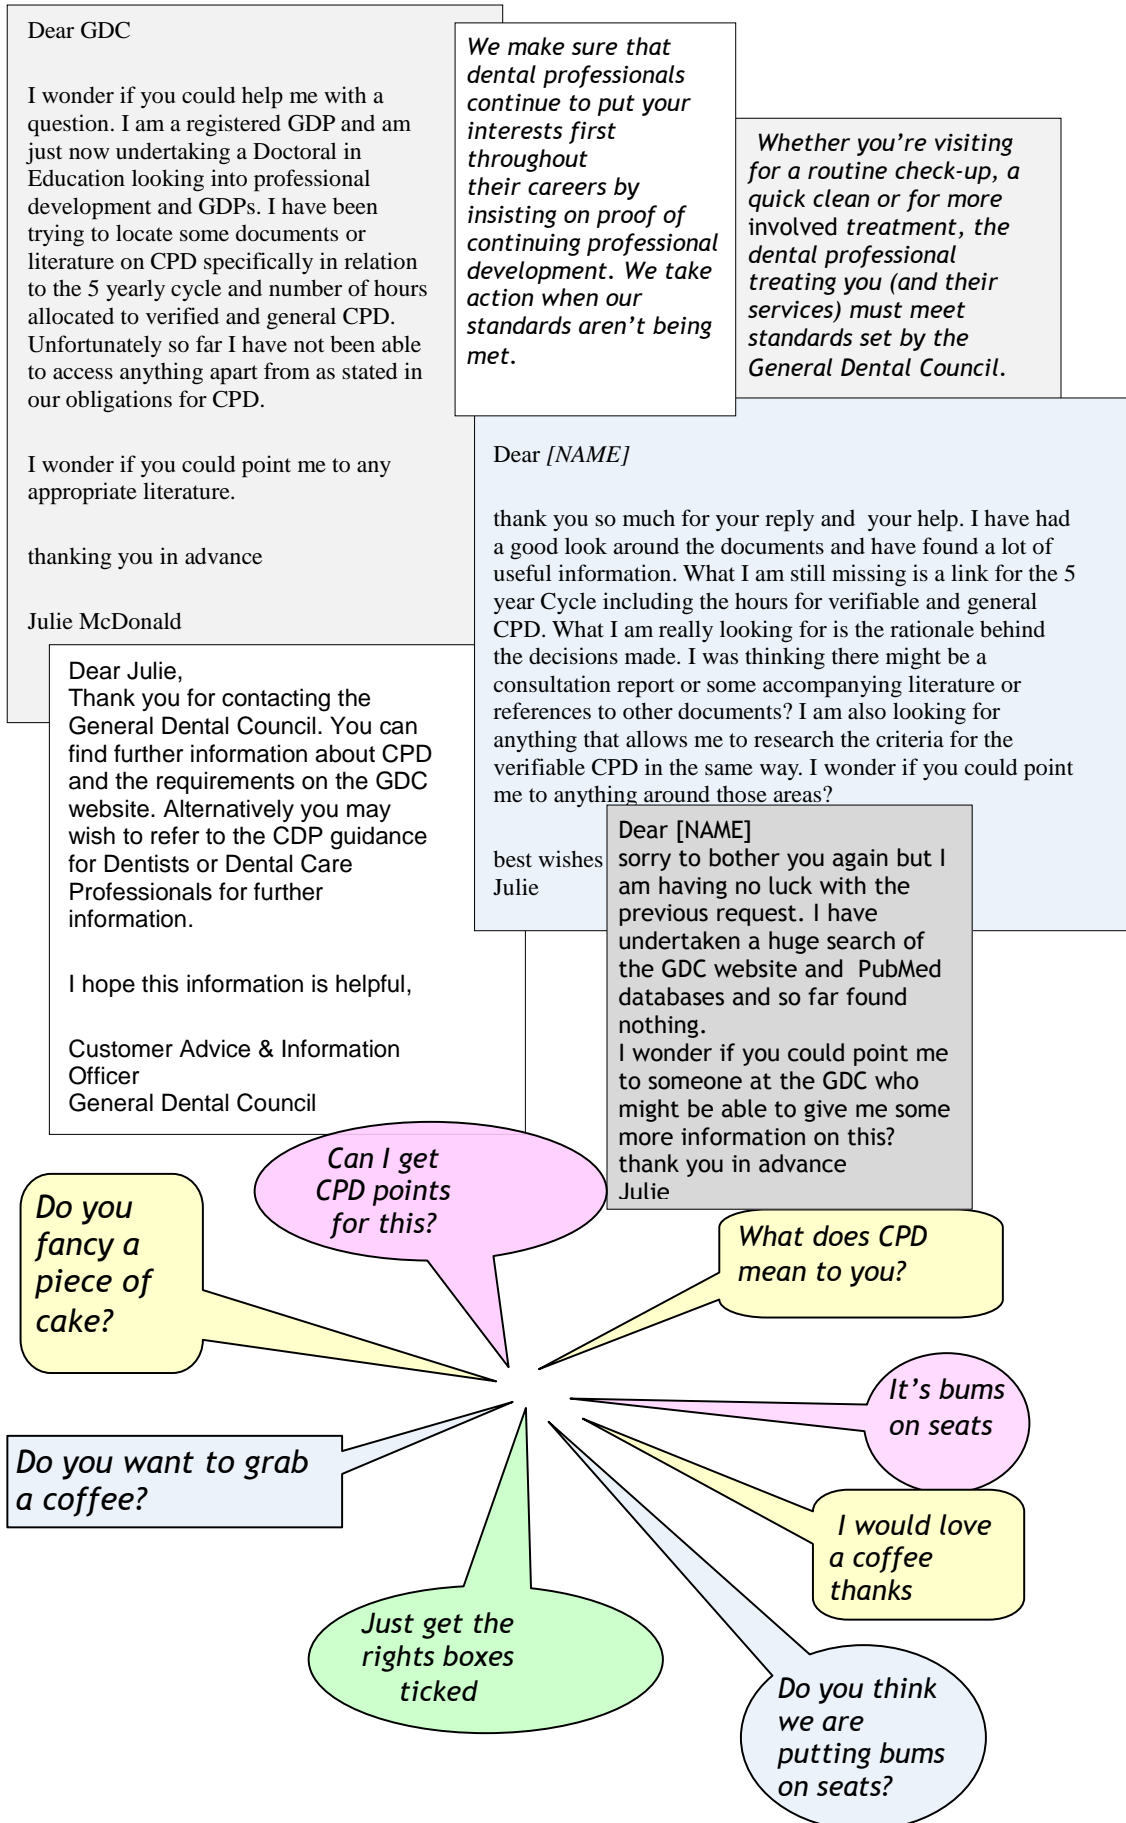 Dear GDC
I wonder if you could help me with a
question. I am a registered GDP and am
just now undertaking a Doctoral in
Education looking into professional
development and GDPs. I have been
trying to locate some documents or
literature on CPD specifically in relation
to the 5 yearly cycle and number of hours
allocated to verified and general CPD.
Unfortunately so far I have not been able
to access anything apart from as stated in
our obligations for CPD.
I wonder if you could point me to any
appropriate literature.
thanking you in advance
Julie McDonald
We make sure that
dental professionals
continue to put your
interests first
throughout
their careers by
insisting on proof of
continuing professional
development. We take
action when our
standards aren't being
met.
Whether you're visiting
for a routine check-up, a
quick clean or for more
involved treatment, the
dental professional
treating you (and their
services) must meet
standards set by the
General Dental Council.
Dear [NAME]
thank you so much for your reply and  your help. I have had
a good look around the documents and have found a lot of
useful information. What I am still missing is a link for the 5
year Cycle including the hours for verifiable and general
CPD. What I am really looking for is the rationale behind
the decisions made. I was thinking there might be a
consultation report or some accompanying literature or
references to other documents? I am also looking for
anything that allows me to research the criteria for the
verifiable CPD in the same way. I wonder if you could point
me to anything around those areas?
best wishes
Julie
Dear Julie,
Thank you for contacting the
General Dental Council. You can
find further information about CPD
and the requirements on the GDC
website. Alternatively you may
wish to refer to the CDP guidance
for Dentists or Dental Care
Professionals for further
information.
I hope this information is helpful,
Customer Advice & Information
Officer
General Dental Council
Dear [NAME]
sorry to bother you again but I
am having no luck with the
previous request. I have
undertaken a huge search of
the GDC website and  PubMed
databases and so far found
nothing.
I wonder if you could point me
to someone at the GDC who
might be able to give me some
more information on this?
thank you in advance
Julie
Can I get
CPD points
for this?
Do you
fancy a
piece of
cake?
What does CPD
mean to you?
It's bums
on seats
Do you want to grab
a coffee?
I would love
a coffee
thanks
Just get the
rights boxes
ticked
Do you think
we are
putting bums
on seats?